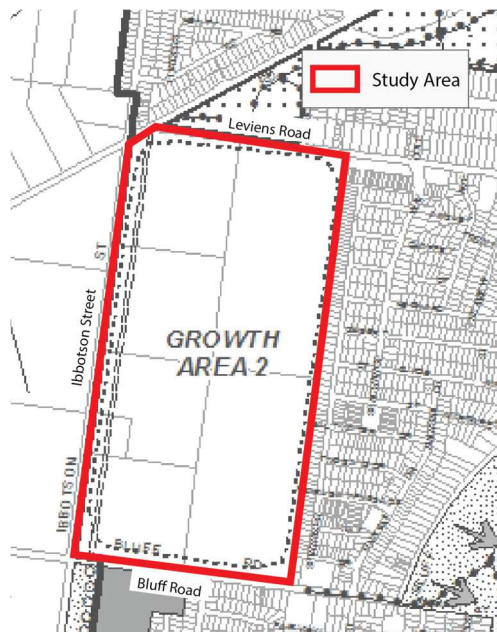 Study Area
Leviens Road
ST
Ibbotson Street
GROWTH
AREA 2
IBBOTSON
BLUFF RD
Bluff Road